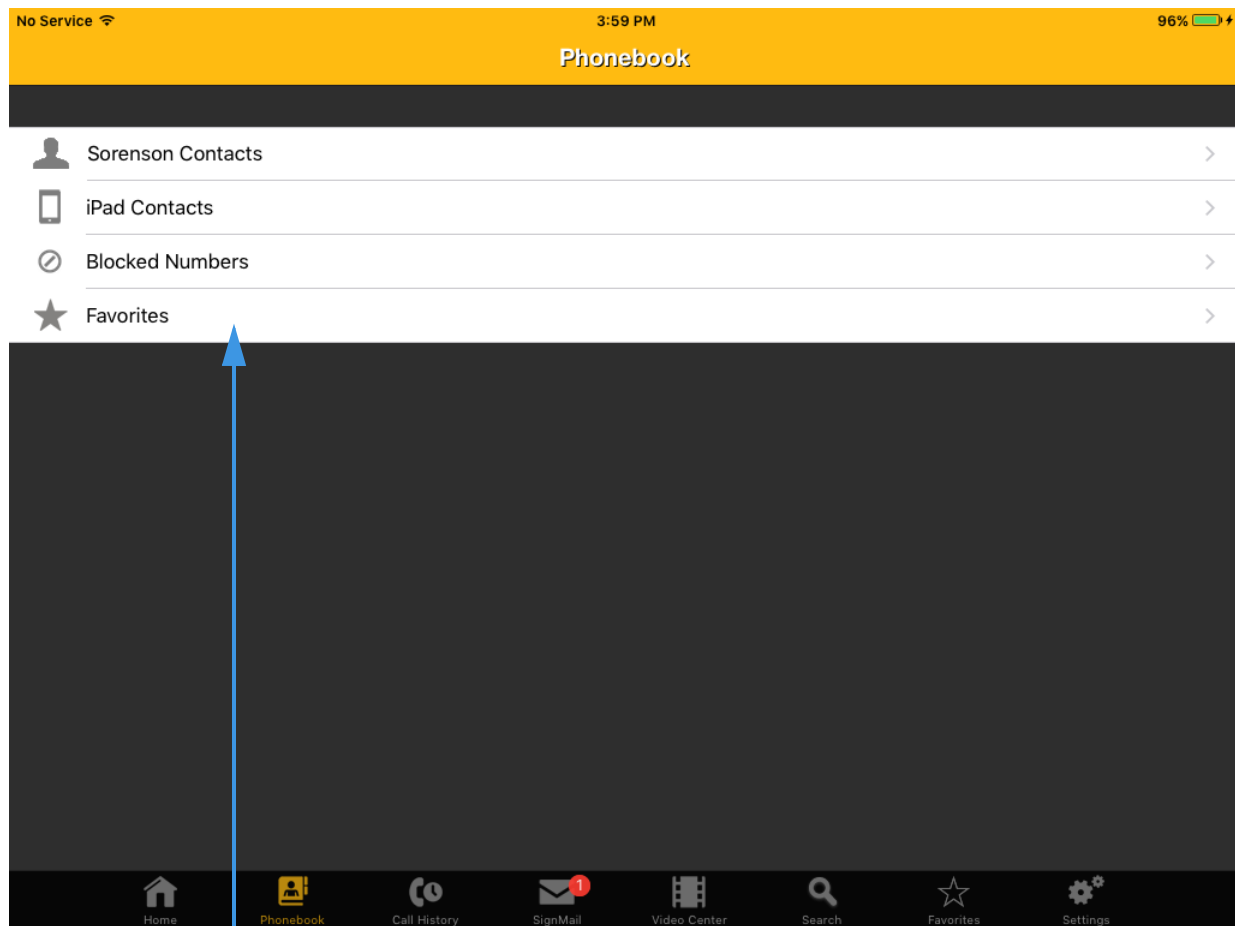 No Service 3:59 PM 96%
Phonebook
Sorenson Contacts
iPad Contacts
Blocked Numbers
Favorites
1
Home Phonebook Call History SignMail Video Center Search Favorites Settings